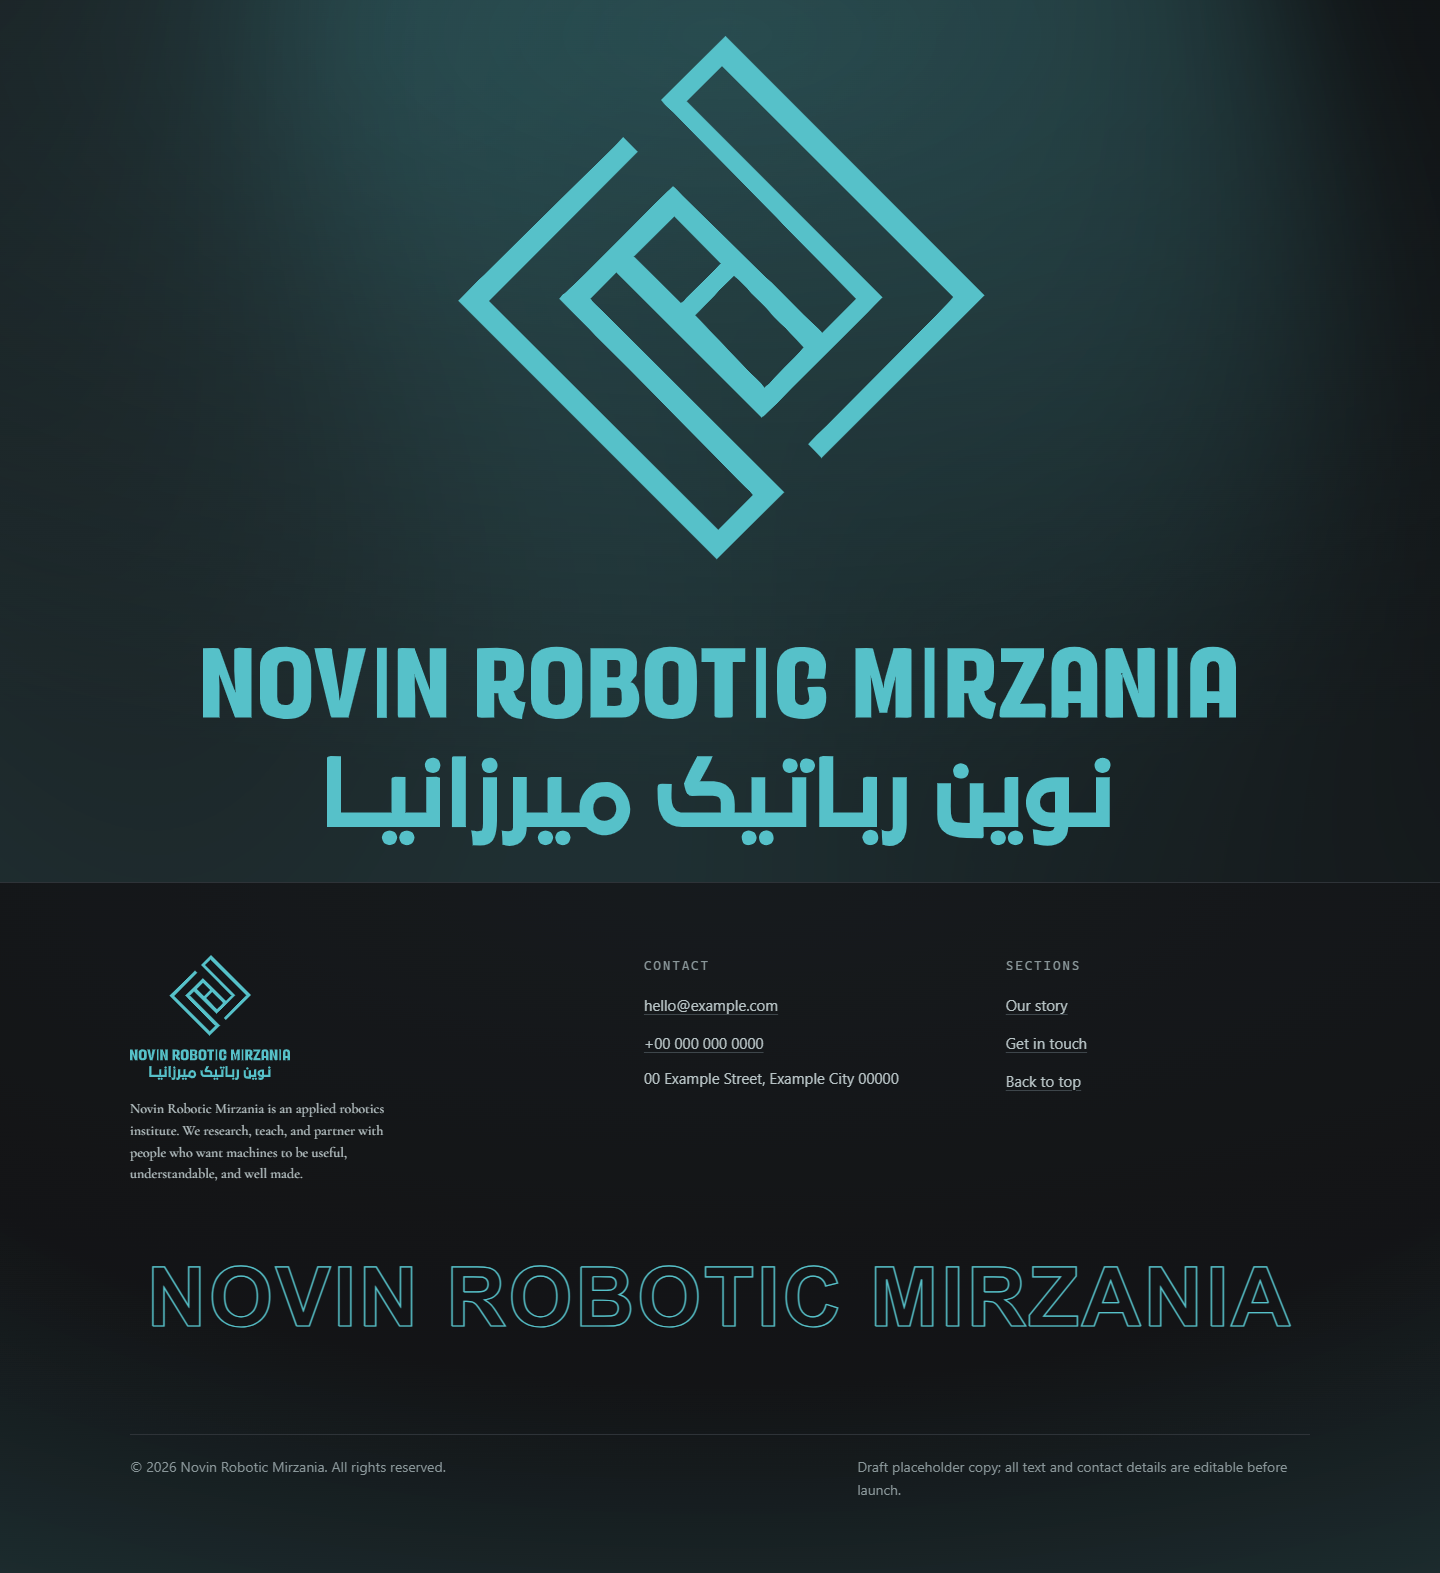 NOVIN ROBOTIC MIRZANIA
نوین رباتیک میرزانیا
NOVIN ROBOTIC MIRZANIA
نوین رباتیک میرزانیا
Novin Robotic Mirzania is an applied robotics
institute. We research, teach, and partner with
people who want machines to be useful,
understandable, and well made.
CONTACT
hello@example.com
+00 000 000 0000
00 Example Street, Example City 00000
SECTIONS
Our story
Get in touch
Back to top
NOVIN ROBOTIC MIRZANIA
© 2026 Novin Robotic Mirzania. All rights reserved.
Draft placeholder copy; all text and contact details are editable before
launch.